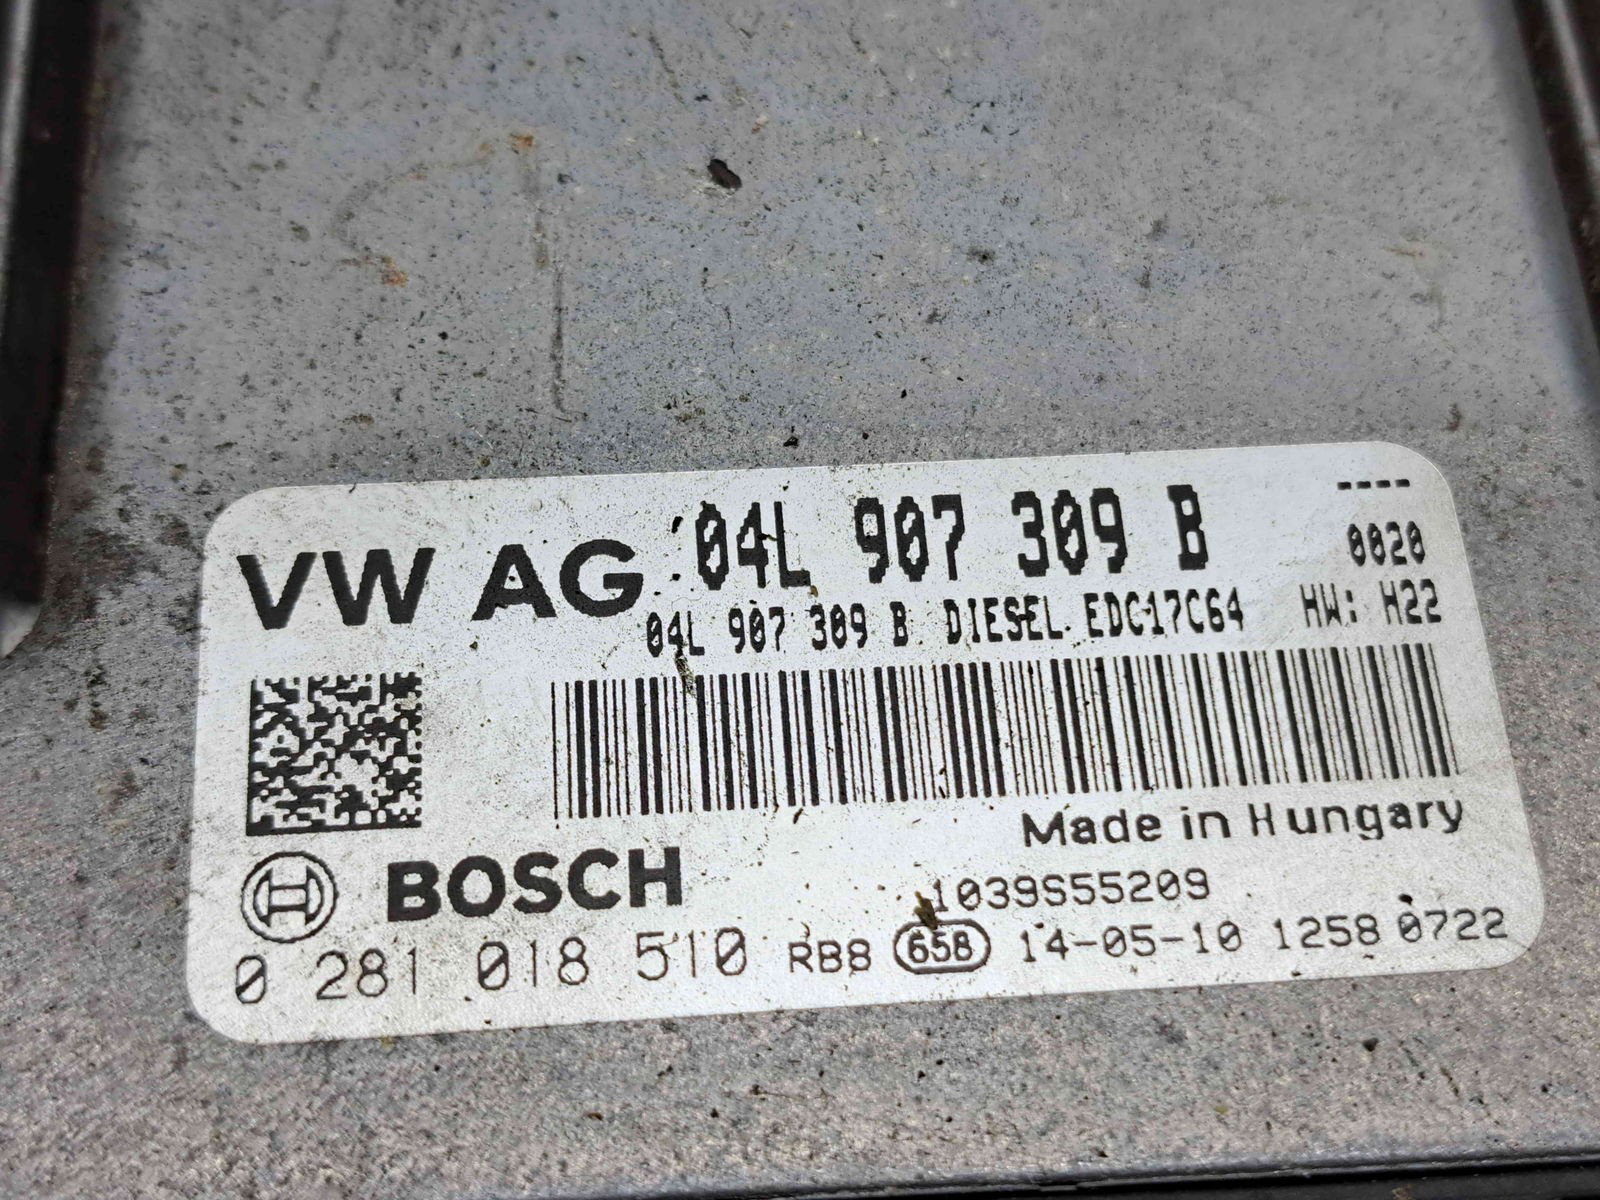 VW AG 04L 907 309 B ----
0020
04L 907 309 B DIESEL EDC17C64 HW: H22
Made in Hungary
BOSCH 1039S55209
0 281 018 510 RB8 658 14-05-10 1258 0722